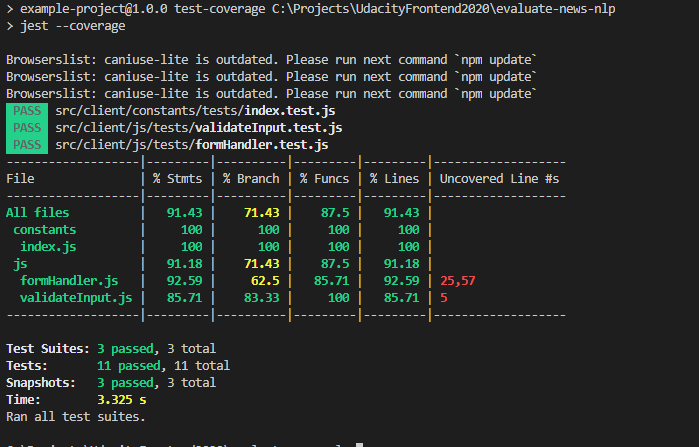 > example-project@1.0.0 test-coverage C:\Projects\UdacityFrontend2020\evaluate-news-nlp
> jest --coverage
Browserslist: caniuse-lite is outdated. Please run next command `npm update`
Browserslist: caniuse-lite is outdated. Please run next command `npm update`
Browserslist: caniuse-lite is outdated. Please run next command `npm update`
PASS src/client/constants/tests/index.test.js
PASS src/client/js/tests/validateInput.test.js
PASS src/client/js/tests/formHandler.test.js
-------------------|---------|----------|---------|---------|-------------------
File | % Stmts | % Branch | % Funcs | % Lines | Uncovered Line #s
-------------------|---------|----------|---------|---------|-------------------
All files | 91.43 | 71.43 | 87.5 | 91.43 |
constants | 100 | 100 | 100 | 100 |
index.js | 100 | 100 | 100 | 100 |
js | 91.18 | 71.43 | 87.5 | 91.18 |
formHandler.js | 92.59 | 62.5 | 85.71 | 92.59 | 25,57
validateInput.js | 85.71 | 83.33 | 100 | 85.71 | 5
-------------------|---------|----------|---------|---------|-------------------
Test Suites: 3 passed, 3 total
Tests: 11 passed, 11 total
Snapshots: 3 passed, 3 total
Time: 3.325 s
Ran all test suites.